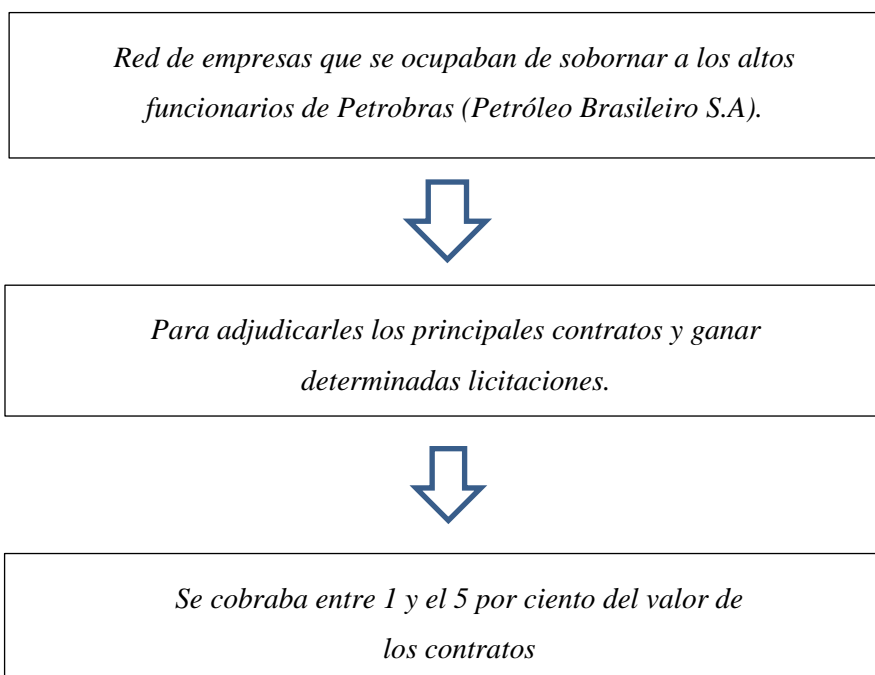 Red de empresas que se ocupaban de sobornar a los altos
funcionarios de Petrobras (Petróleo Brasileiro S.A).
Para adjudicarles los principales contratos y ganar
determinadas licitaciones.
Se cobraba entre 1 y el 5 por ciento del valor de
los contratos